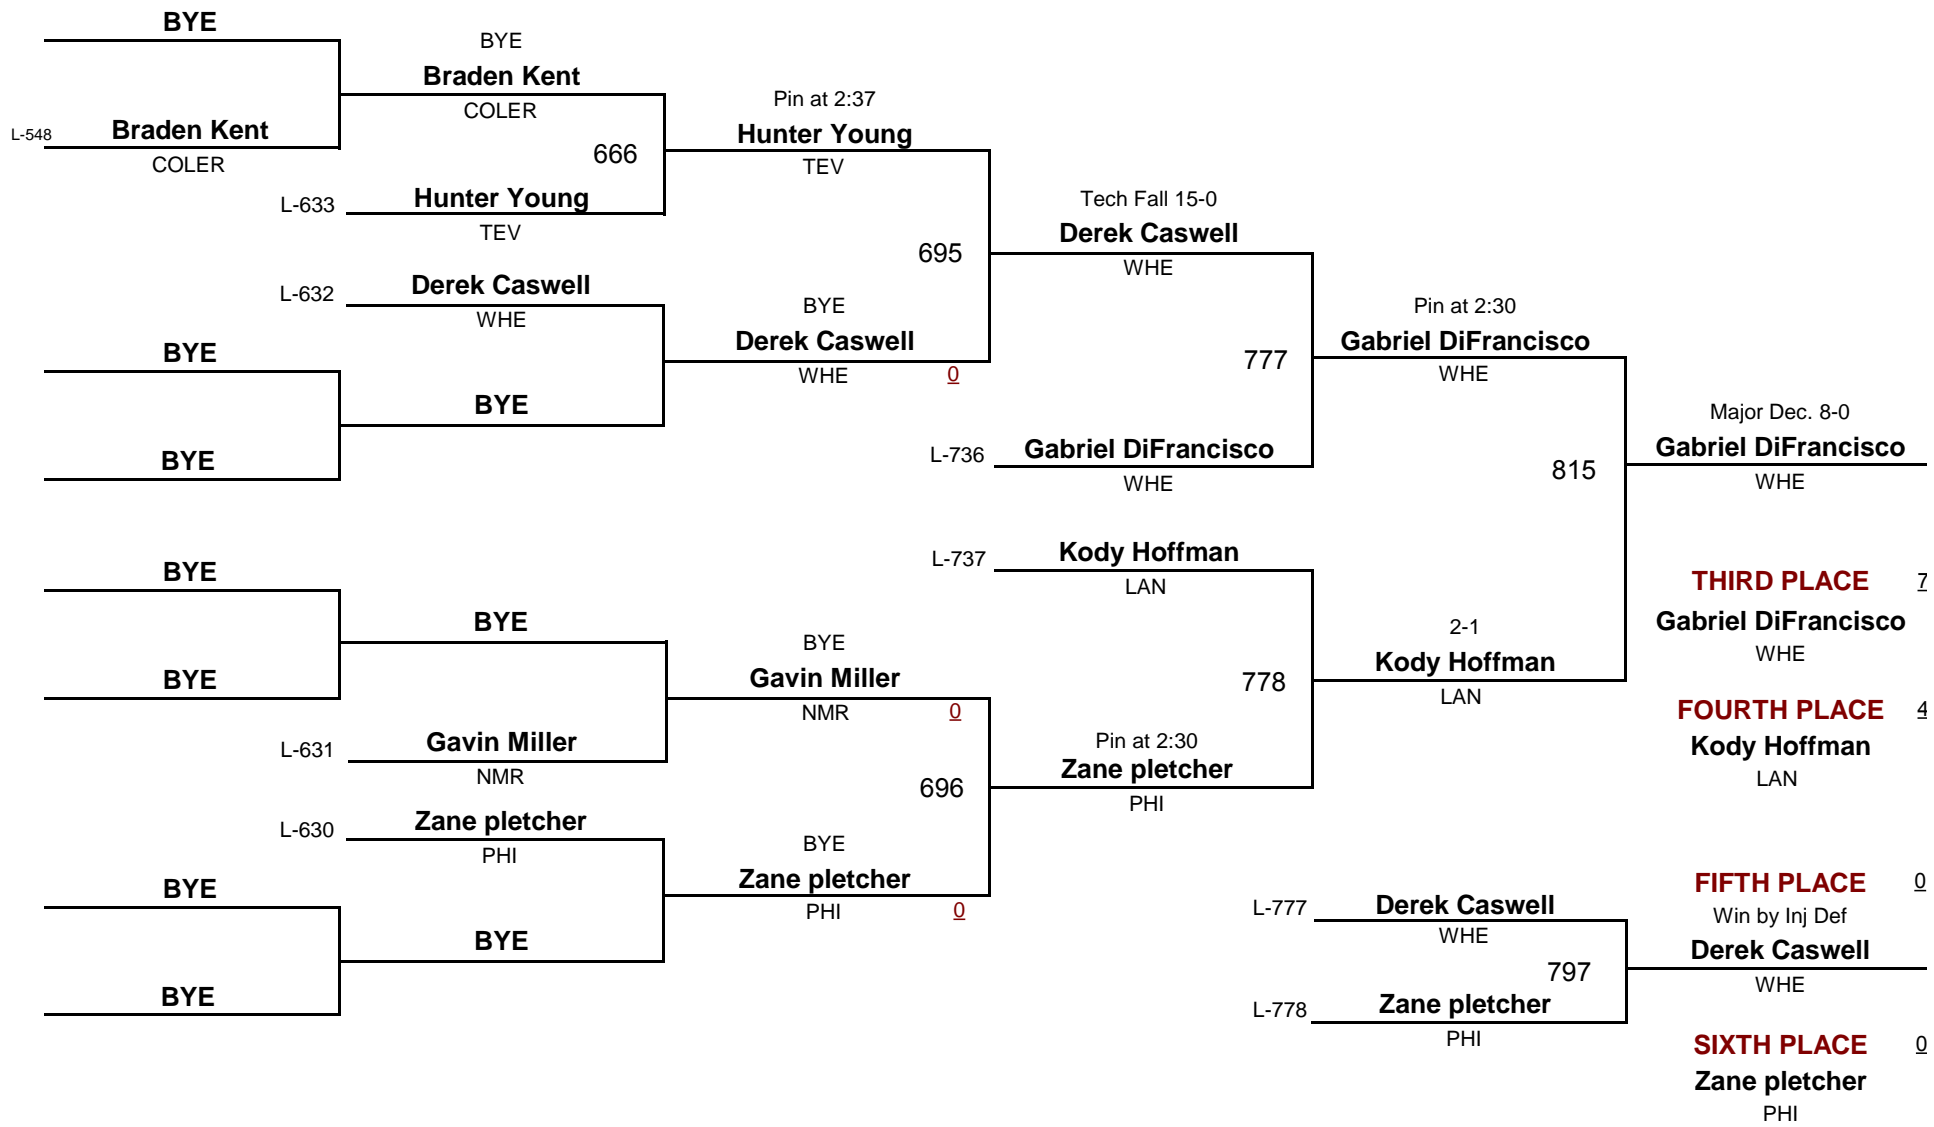 BYE
BYE
Braden Kent
COLER
L-548
Braden Kent
COLER
666
Pin at 2:37
Hunter Young
TEV
L-633
Hunter Young
TEV
695
Tech Fall 15-0
Derek Caswell
WHE
L-632
Derek Caswell
WHE
BYE
Derek Caswell
WHE
0
BYE
BYE
BYE
777
Pin at 2:30
Gabriel DiFrancisco
WHE
L-736
Gabriel DiFrancisco
WHE
815
Major Dec. 8-0
Gabriel DiFrancisco
WHE
L-737
Kody Hoffman
LAN
BYE
BYE
BYE
BYE
Gavin Miller
NMR
0
L-631
Gavin Miller
NMR
778
2-1
Kody Hoffman
LAN
THIRD PLACE
7
Gabriel DiFrancisco
WHE
FOURTH PLACE
4
Kody Hoffman
LAN
696
Pin at 2:30
Zane pletcher
PHI
L-630
Zane pletcher
PHI
BYE
Zane pletcher
PHI
0
BYE
BYE
BYE
L-777
Derek Caswell
WHE
797
L-778
Zane pletcher
PHI
FIFTH PLACE
0
Win by Inj Def
Derek Caswell
WHE
SIXTH PLACE
0
Zane pletcher
PHI